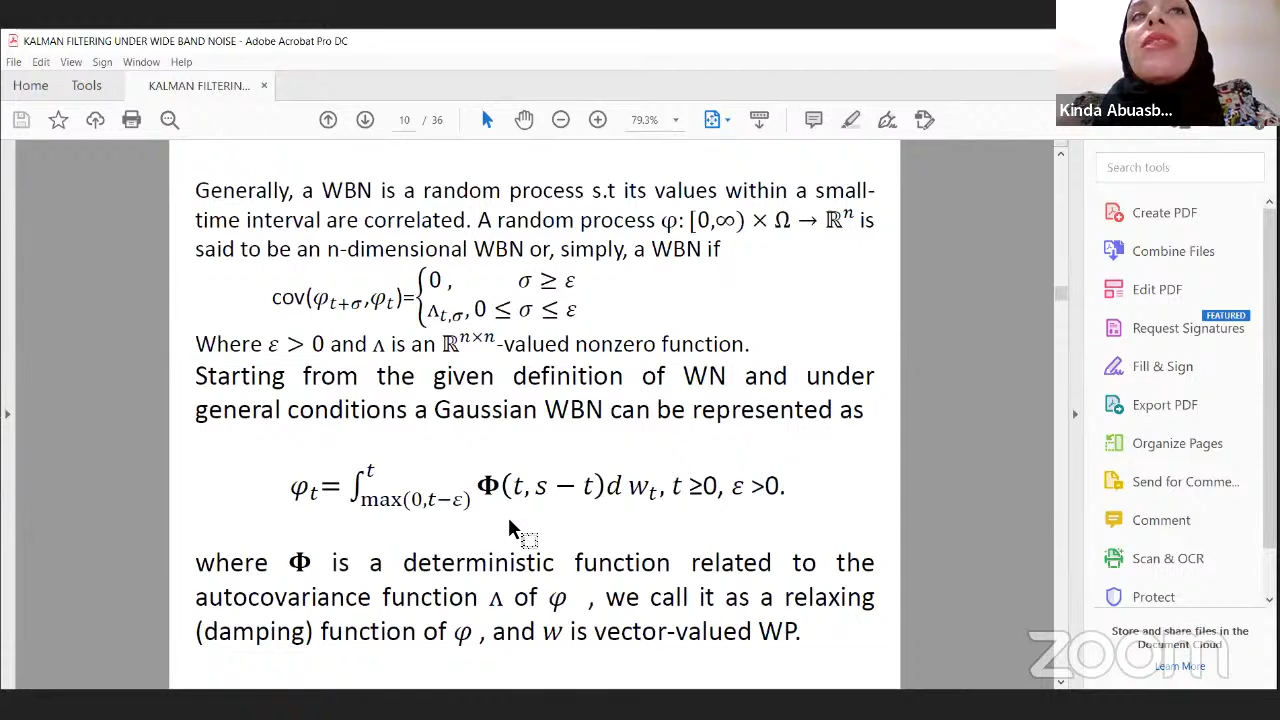 KALMAN FILTERING UNDER WIDE BAND NOISE - Adobe Acrobat Pro DC
File Edit View Sign Window Help
Home Tools KALMAN FILTERIN... ×
10 / 36 79.3%
Kinda Abuasb...
Generally, a WBN is a random process s.t its values within a small-
time interval are correlated. A random process φ: [0,∞) × Ω → ℝⁿ is
said to be an n-dimensional WBN or, simply, a WBN if
cov(φ_{t+σ},φ_t)={0 , σ ≥ ε
Λ_{t,σ}, 0 ≤ σ ≤ ε
Where ε > 0 and Λ is an ℝ^{n×n}-valued nonzero function.
Starting from the given definition of WN and under
general conditions a Gaussian WBN can be represented as
φ_t= ∫_{max(0,t−ε)}^{t} Φ(t, s − t)d w_t, t ≥0, ε >0.
where Φ is a deterministic function related to the
autocovariance function Λ of φ , we call it as a relaxing
(damping) function of φ , and w is vector-valued WP.
Search tools
Create PDF
Combine Files
Edit PDF
FEATURED
Request Signatures
Fill & Sign
Export PDF
Organize Pages
Send for Comme...
Comment
Scan & OCR
Protect
Store and share files in the
Document Cloud
Learn More
zoom